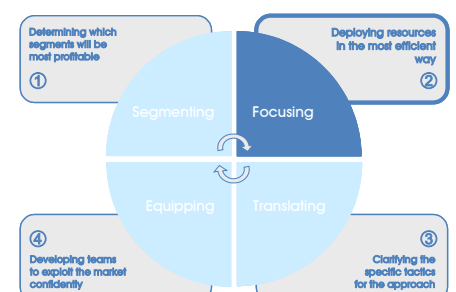 Determining which
segments will be
most profitable
①
Deploying resources
in the most efficient
way
②
Segmenting
Focusing
Equipping
Translating
④
Developing teams
to exploit the market
confidently
③
Clarifying the
specific tactics
for the approach